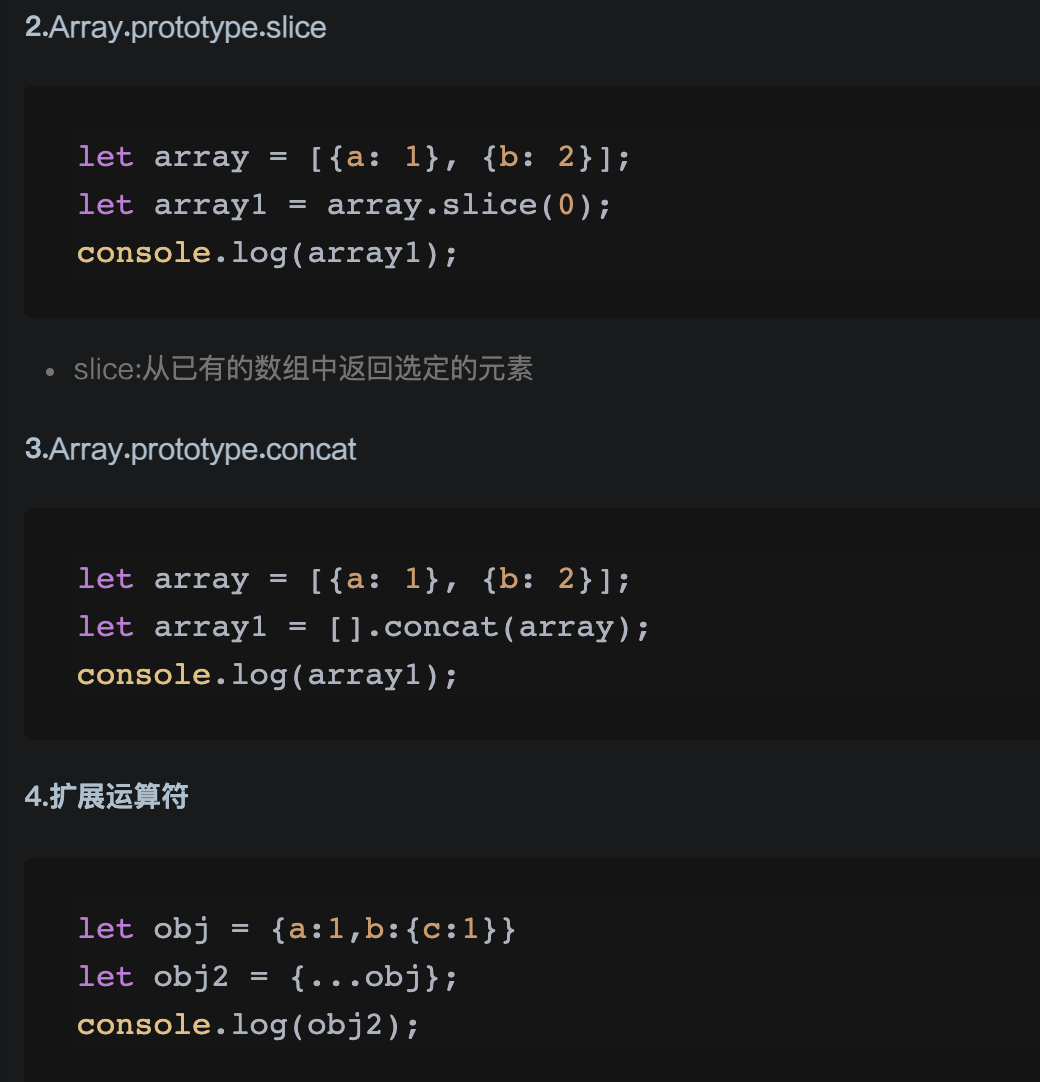 2.Array.prototype.slice
let array = [{a: 1}, {b: 2}];
let array1 = array.slice(0);
console.log(array1);
slice:从已有的数组中返回选定的元素
3.Array.prototype.concat
let array = [{a: 1}, {b: 2}];
let array1 = [].concat(array);
console.log(array1);
4.扩展运算符
let obj = {a:1,b:{c:1}}
let obj2 = {...obj};
console.log(obj2);